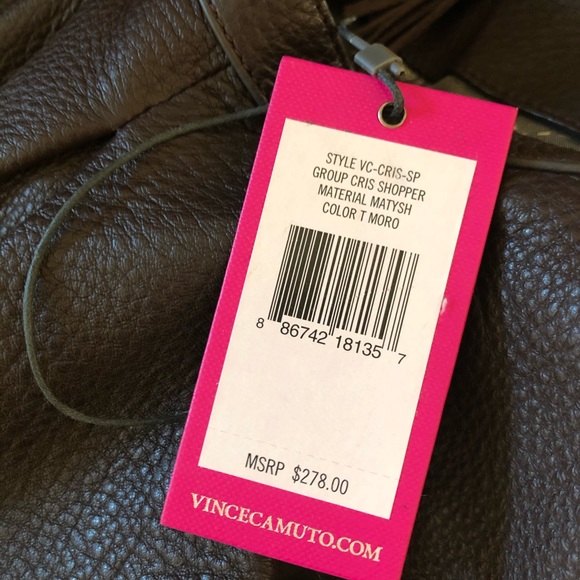 STYLE VC-CRIS-SP
GROUP CRIS SHOPPER
MATERIAL MATYSH
COLOR T MORO
8 86742 18135 7
MSRP $278.00
VINCECAMUTO.COM